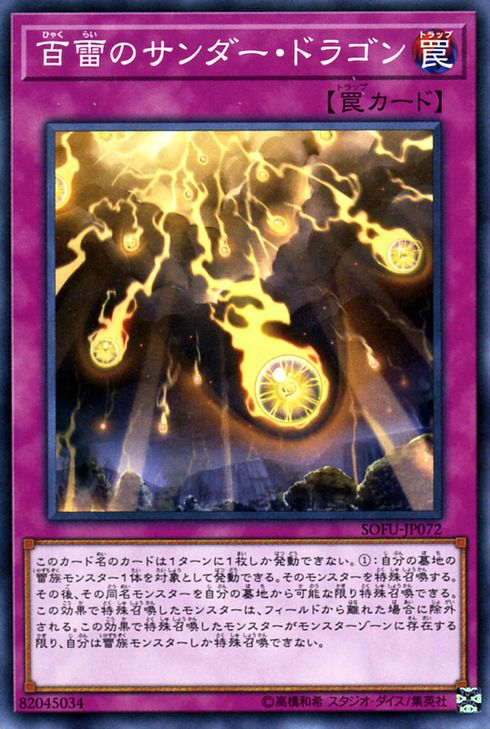 百雷のサンダー・ドラゴン 罠
【罠カード】
SOFU-JP072
このカード名のカードは1ターンに1枚しか発動できない。①：自分の墓地の
雷族モンスター1体を対象として発動できる。そのモンスターを特殊召喚する。
その後、その同名モンスターを自分の墓地から可能な限り特殊召喚できる。
この効果で特殊召喚したモンスターは、フィールドから離れた場合に除外
される。この効果で特殊召喚したモンスターがモンスターゾーンに存在する
限り、自分は雷族モンスターしか特殊召喚できない。
82045034
©高橋和希 スタジオ・ダイス/集英社